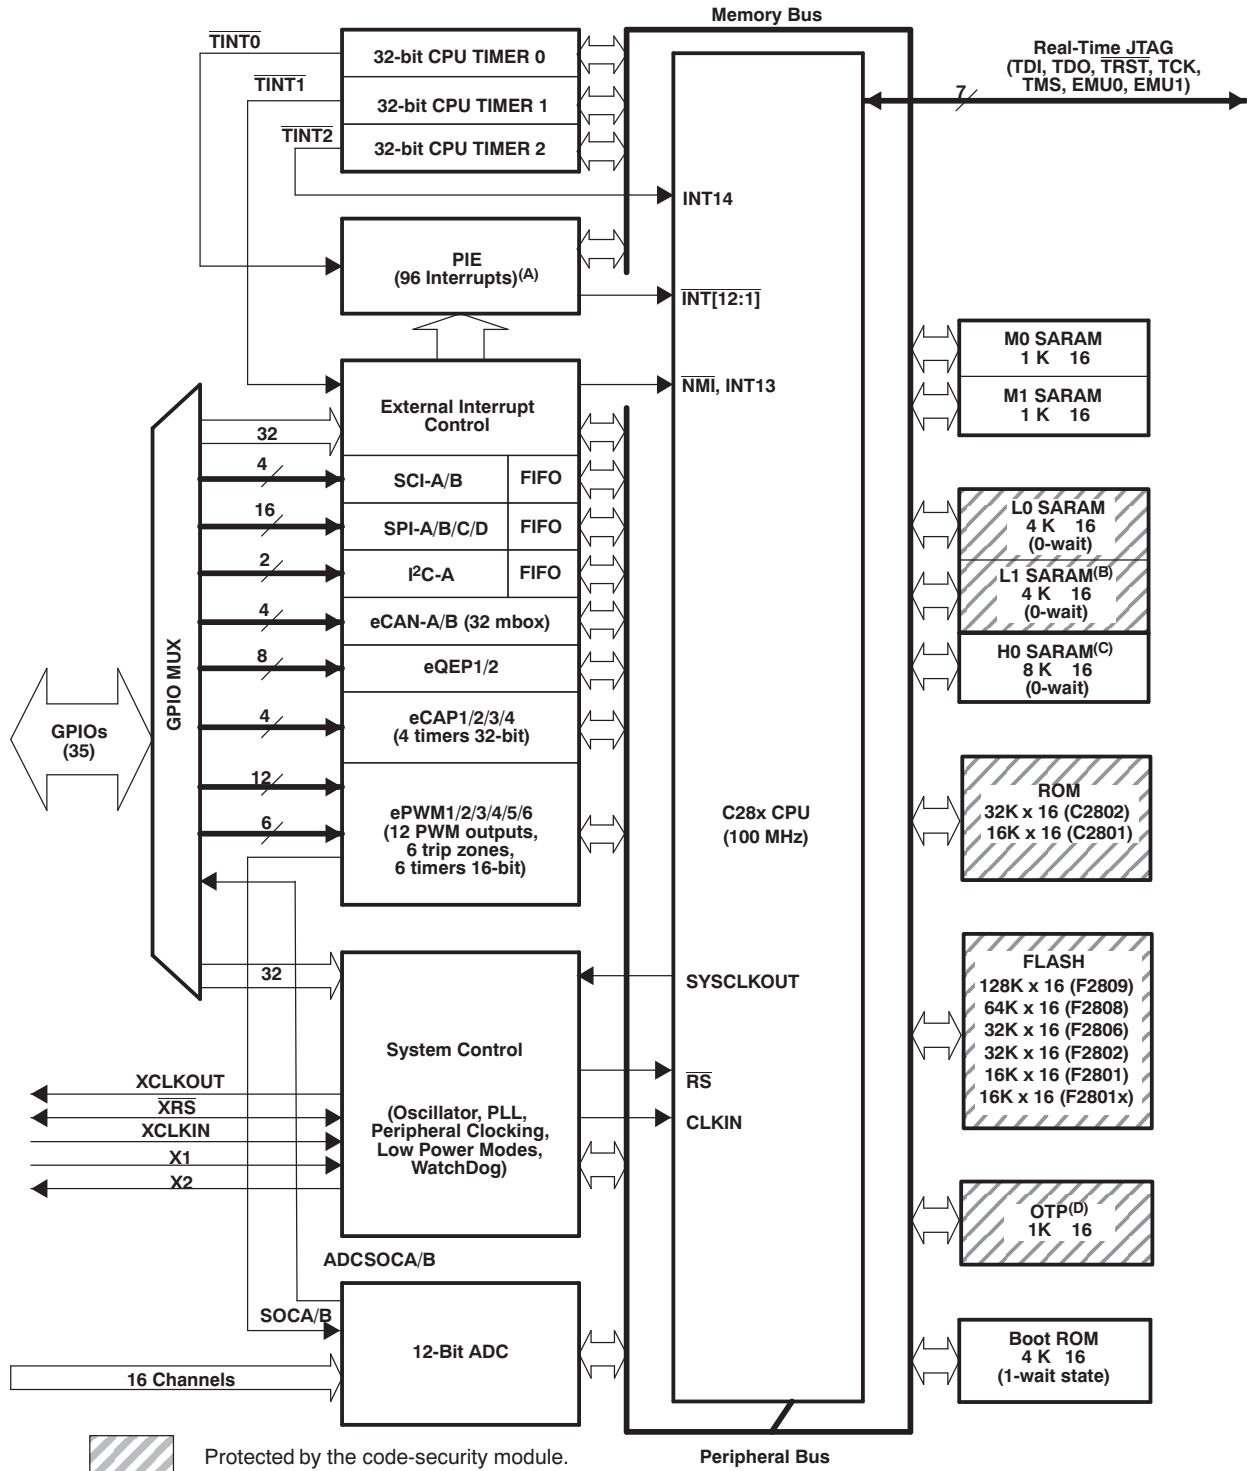 Memory Bus
TINT0
32-bit CPU TIMER 0
Real-Time JTAG
(TDI, TDO, TRST, TCK,
TMS, EMU0, EMU1)
7
TINT1
32-bit CPU TIMER 1
TINT2
32-bit CPU TIMER 2
INT14
PIE
(96 Interrupts)(A)
INT[12:1]
M0 SARAM
1 K 16
M1 SARAM
1 K 16
External Interrupt
Control
NMI, INT13
32
4
SCI-A/B
FIFO
16
SPI-A/B/C/D
FIFO
2
I2C-A
FIFO
4
eCAN-A/B (32 mbox)
8
eQEP1/2
4
eCAP1/2/3/4
(4 timers 32-bit)
12
6
ePWM1/2/3/4/5/6
(12 PWM outputs,
6 trip zones,
6 timers 16-bit)
GPIO MUX
GPIOs
(35)
L0 SARAM
4 K 16
(0-wait)
L1 SARAM(B)
4 K 16
(0-wait)
H0 SARAM(C)
8 K 16
(0-wait)
C28x CPU
(100 MHz)
ROM
32K x 16 (C2802)
16K x 16 (C2801)
32
SYSCLKOUT
FLASH
128K x 16 (F2809)
64K x 16 (F2808)
32K x 16 (F2806)
32K x 16 (F2802)
16K x 16 (F2801)
16K x 16 (F2801x)
System Control
(Oscillator, PLL,
Peripheral Clocking,
Low Power Modes,
WatchDog)
RS
CLKIN
XCLKOUT
XRS
XCLKIN
X1
X2
OTP(D)
1K 16
ADCSOCA/B
SOCA/B
12-Bit ADC
16 Channels
Boot ROM
4 K 16
(1-wait state)
Protected by the code-security module.
Peripheral Bus